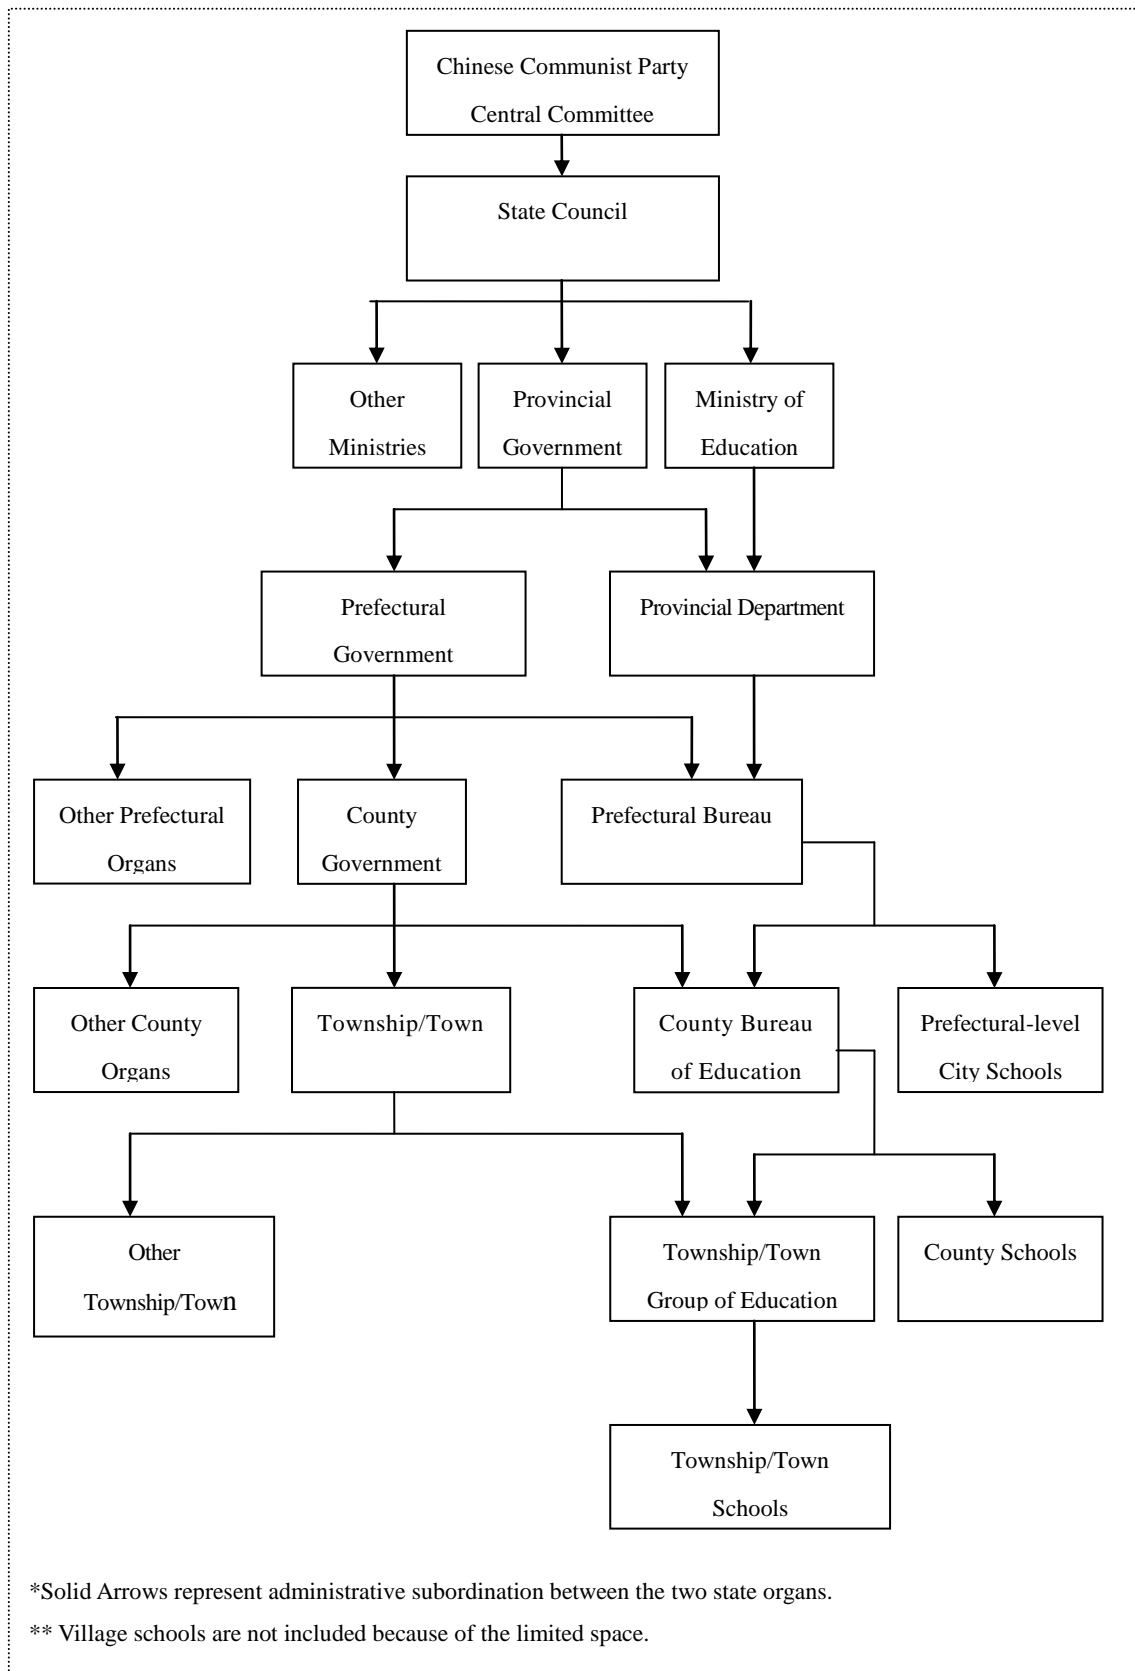 Chinese Communist Party
Central Committee
State Council
Other
Ministries
Provincial
Government
Ministry of
Education
Prefectural
Government
Provincial Department
Other Prefectural
Organs
County
Government
Prefectural Bureau
Other County
Organs
Township/Town
County Bureau
of Education
Prefectural-level
City Schools
Other
Township/Town
Township/Town
Group of Education
County Schools
Township/Town
Schools
*Solid Arrows represent administrative subordination between the two state organs.
** Village schools are not included because of the limited space.